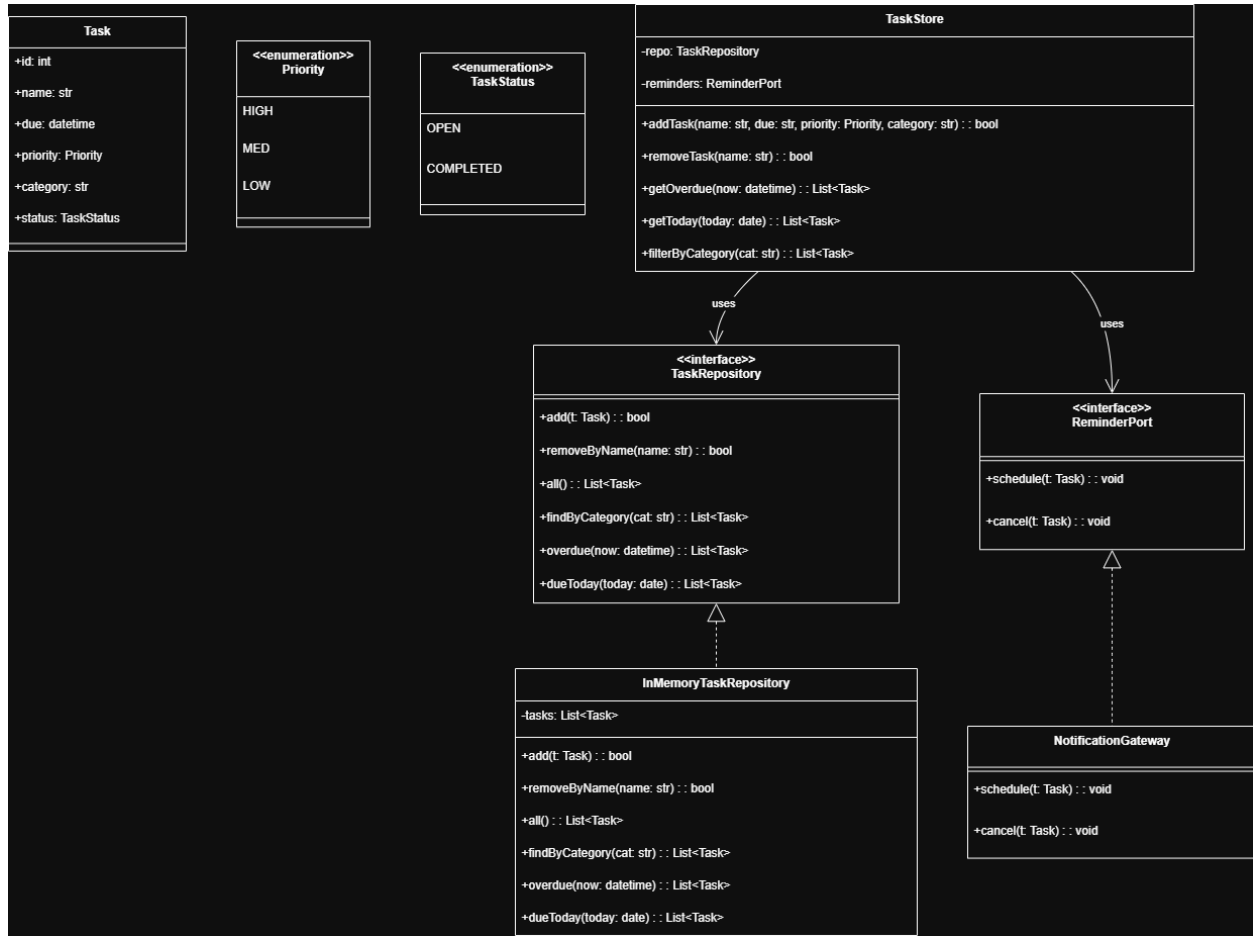 Task
+id: int
+name: str
+due: datetime
+priority: Priority
+category: str
+status: TaskStatus
<<enumeration>>
Priority
HIGH
MED
LOW
<<enumeration>>
TaskStatus
OPEN
COMPLETED
TaskStore
-repo: TaskRepository
-reminders: ReminderPort
+addTask(name: str, due: str, priority: Priority, category: str) : : bool
+removeTask(name: str) : : bool
+getOverdue(now: datetime) : : List<Task>
+getToday(today: date) : : List<Task>
+filterByCategory(cat: str) : : List<Task>
uses
uses
<<interface>>
TaskRepository
+add(t: Task) : : bool
+removeByName(name: str) : : bool
+all() : : List<Task>
+findByCategory(cat: str) : : List<Task>
+overdue(now: datetime) : : List<Task>
+dueToday(today: date) : : List<Task>
<<interface>>
ReminderPort
+schedule(t: Task) : : void
+cancel(t: Task) : : void
InMemoryTaskRepository
-tasks: List<Task>
+add(t: Task) : : bool
+removeByName(name: str) : : bool
+all() : : List<Task>
+findByCategory(cat: str) : : List<Task>
+overdue(now: datetime) : : List<Task>
+dueToday(today: date) : : List<Task>
NotificationGateway
+schedule(t: Task) : : void
+cancel(t: Task) : : void